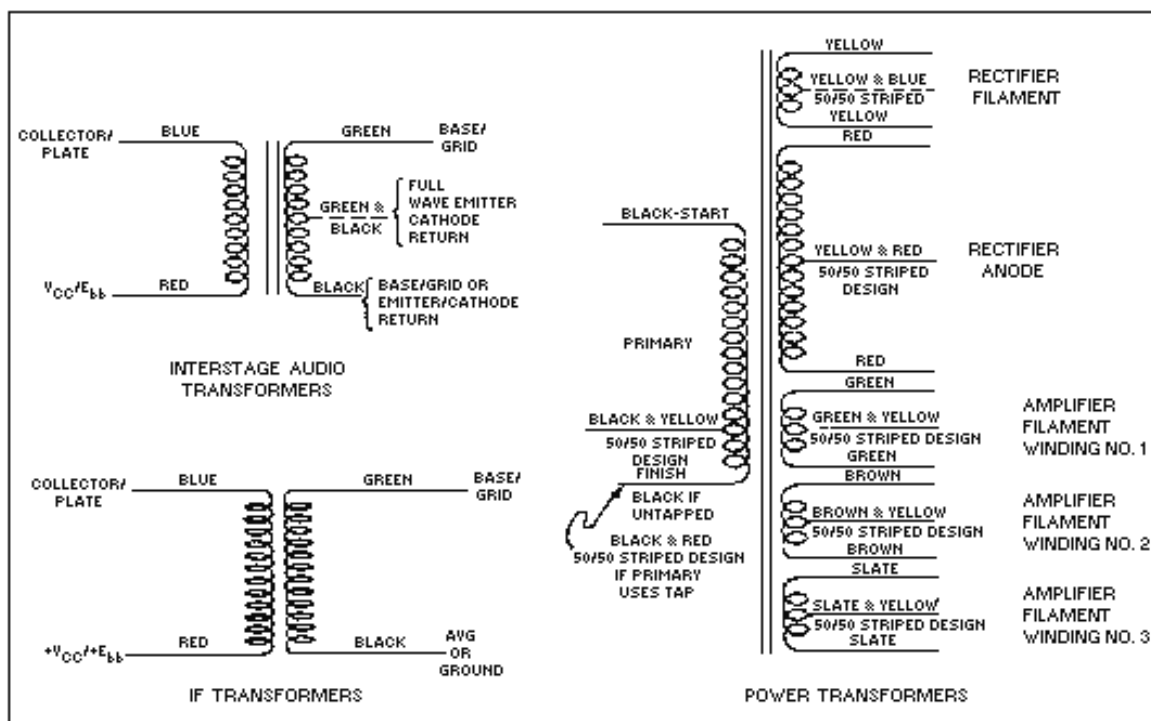 COLLECTOR/
PLATE
BLUE
GREEN
BASE/
GRID
GREEN &
BLACK
FULL
WAVE EMITTER
CATHODE
RETURN
VCC/Ebb
RED
BLACK
BASE/GRID OR
EMITTER/CATHODE
RETURN
INTERSTAGE AUDIO
TRANSFORMERS
COLLECTOR/
PLATE
BLUE
GREEN
BASE/
GRID
+VCC/+Ebb
RED
BLACK
AVG
OR
GROUND
IF TRANSFORMERS
BLACK-START
PRIMARY
BLACK & YELLOW
50/50 STRIPED
DESIGN
FINISH
BLACK IF
UNTAPPED
BLACK & RED
50/50 STRIPED DESIGN
IF PRIMARY
USES TAP
YELLOW
YELLOW & BLUE
50/50 STRIPED
YELLOW
RECTIFIER
FILAMENT
RED
YELLOW & RED
50/50 STRIPED
DESIGN
RED
RECTIFIER
ANODE
GREEN
GREEN & YELLOW
50/50 STRIPED DESIGN
GREEN
AMPLIFIER
FILAMENT
WINDING NO. 1
BROWN
BROWN & YELLOW
50/50 STRIPED DESIGN
BROWN
AMPLIFIER
FILAMENT
WINDING NO. 2
SLATE
SLATE & YELLOW
50/50 STRIPED DESIGN
SLATE
AMPLIFIER
FILAMENT
WINDING NO. 3
POWER TRANSFORMERS